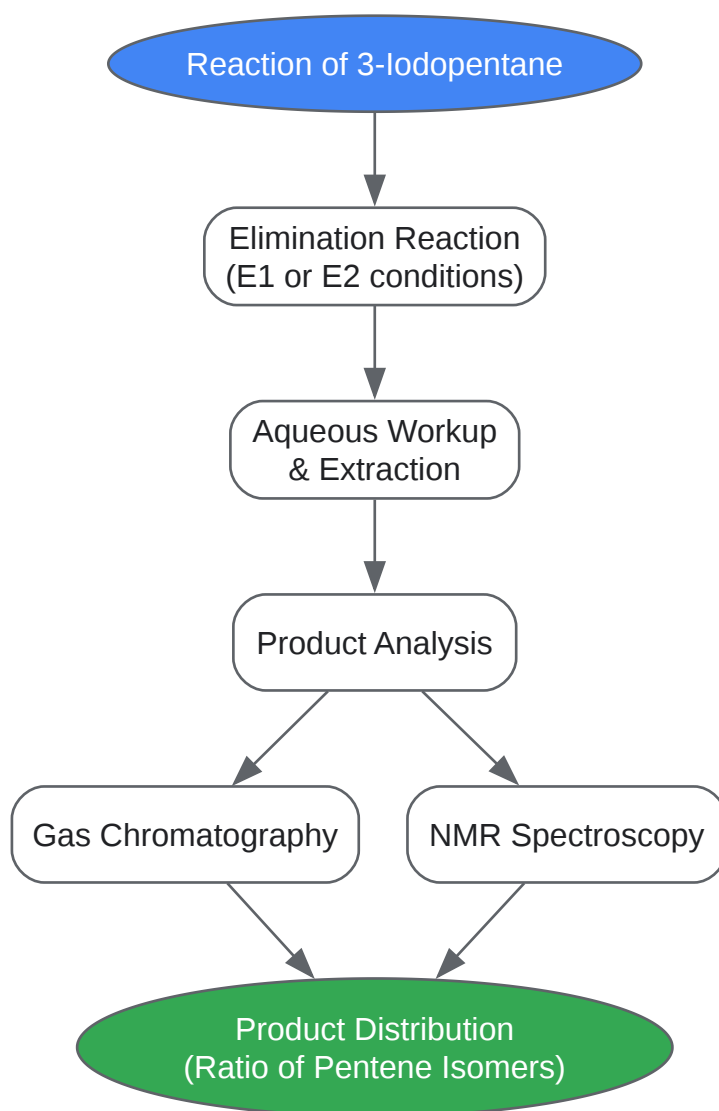 Reaction of 3-Iodopentane
Elimination Reaction
(E1 or E2 conditions)
Aqueous Workup
& Extraction
Product Analysis
Gas Chromatography
NMR Spectroscopy
Product Distribution
(Ratio of Pentene Isomers)